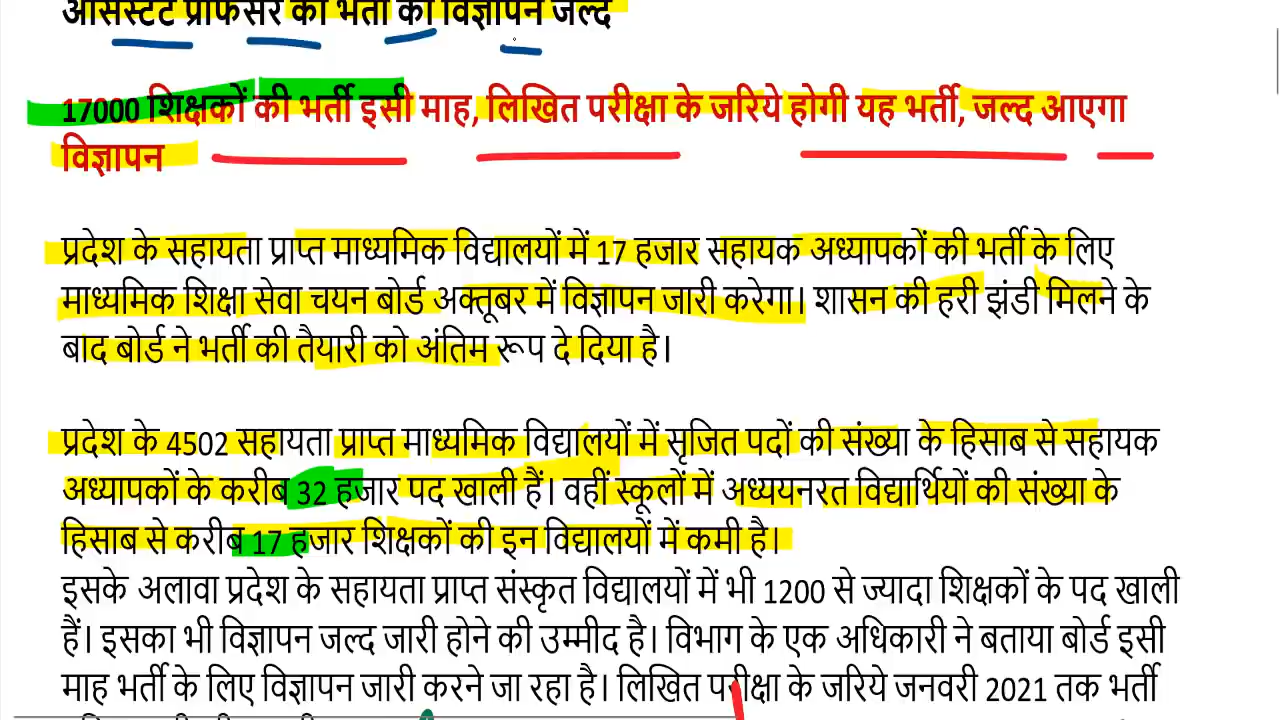 असिस्टेंट प्रोफेसर की भर्ती का विज्ञापन जल्द
17000 शिक्षकों की भर्ती इसी माह, लिखित परीक्षा के जरिये होगी यह भर्ती, जल्द आएगा
विज्ञापन
प्रदेश के सहायता प्राप्त माध्यमिक विद्यालयों में 17 हजार सहायक अध्यापकों की भर्ती के लिए
माध्यमिक शिक्षा सेवा चयन बोर्ड अक्तूबर में विज्ञापन जारी करेगा। शासन की हरी झंडी मिलने के
बाद बोर्ड ने भर्ती की तैयारी को अंतिम रूप दे दिया है।
प्रदेश के 4502 सहायता प्राप्त माध्यमिक विद्यालयों में सृजित पदों की संख्या के हिसाब से सहायक
अध्यापकों के करीब 32 हजार पद खाली हैं। वहीं स्कूलों में अध्ययनरत विद्यार्थियों की संख्या के
हिसाब से करीब 17 हजार शिक्षकों की इन विद्यालयों में कमी है।
इसके अलावा प्रदेश के सहायता प्राप्त संस्कृत विद्यालयों में भी 1200 से ज्यादा शिक्षकों के पद खाली
हैं। इसका भी विज्ञापन जल्द जारी होने की उम्मीद है। विभाग के एक अधिकारी ने बताया बोर्ड इसी
माह भर्ती के लिए विज्ञापन जारी करने जा रहा है। लिखित परीक्षा के जरिये जनवरी 2021 तक भर्ती